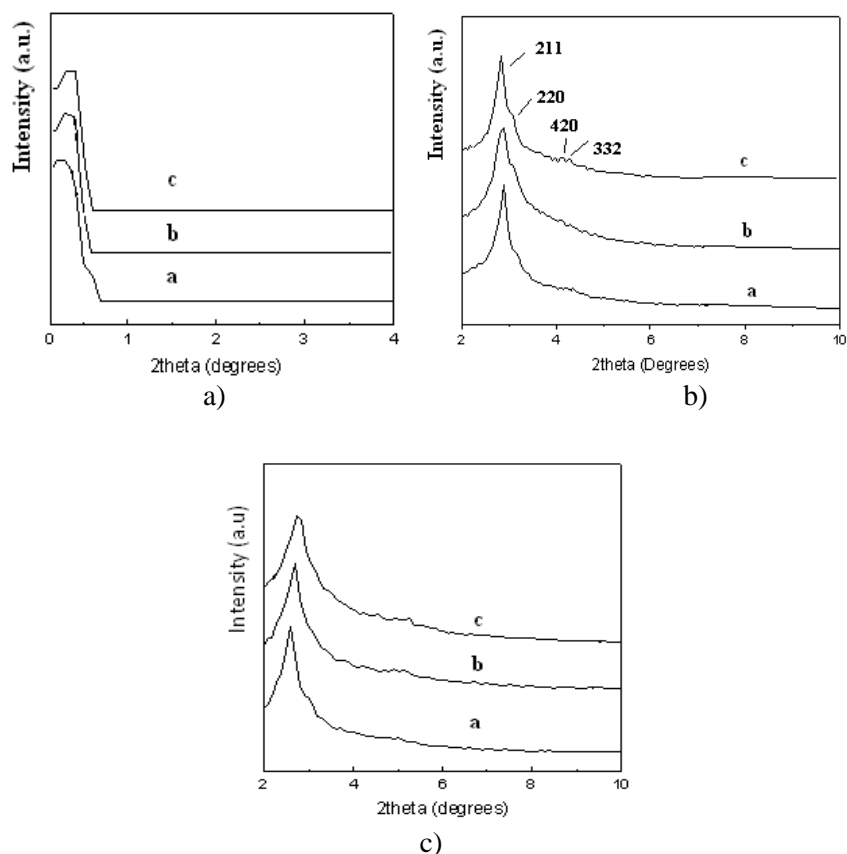 Intensity (a.u.)
c
b
a
0 1 2 3 4
2theta (degrees)
a)
Intensity (a.u.)
211
220
420
332
c
b
a
2 4 6 8 10
2theta (Degrees)
b)
Intensity (a.u)
c
b
a
2 4 6 8 10
2theta (degrees)
c)